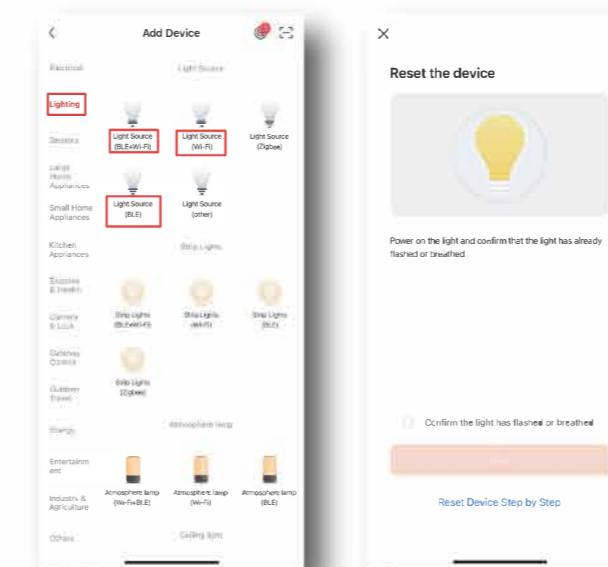 Add Device
Electrical
Light Source
Lighting
Light Source
(BLE+Wi-Fi)
Light Source
(Wi-Fi)
Light Source
(Zigbee)
Sensors
Large
Home
Appliances
Small Home
Appliances
Light Source
(BLE)
Light Source
(other)
Kitchen
Appliances
Strip Lights
Exercise
& Health
Camera
& Lock
Strip Lights
(BLE+Wi-Fi)
Strip Lights
(Wi-Fi)
Strip Lights
(BLE)
Gateway
Control
Outdoor
Travel
Strip Lights
(Zigbee)
Energy
Atmosphere lamp
Entertainm
ent
Industry &
Agriculture
Atmosphere lamp
(Wi-Fi+BLE)
Atmosphere lamp
(Wi-Fi)
Atmosphere lamp
(BLE)
Others
Ceiling light
Reset the device
Power on the light and confirm that the light has already
flashed or breathed
Confirm the light has flashed or breathed
Reset Device Step by Step